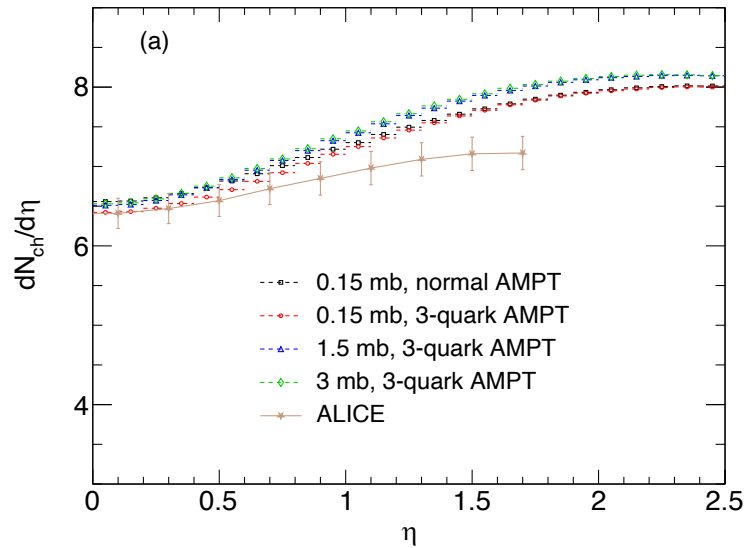 (a)
dN_ch/dη
8
6
4
0.15 mb, normal AMPT
0.15 mb, 3-quark AMPT
1.5 mb, 3-quark AMPT
3 mb, 3-quark AMPT
ALICE
0 0.5 1 1.5 2 2.5
η